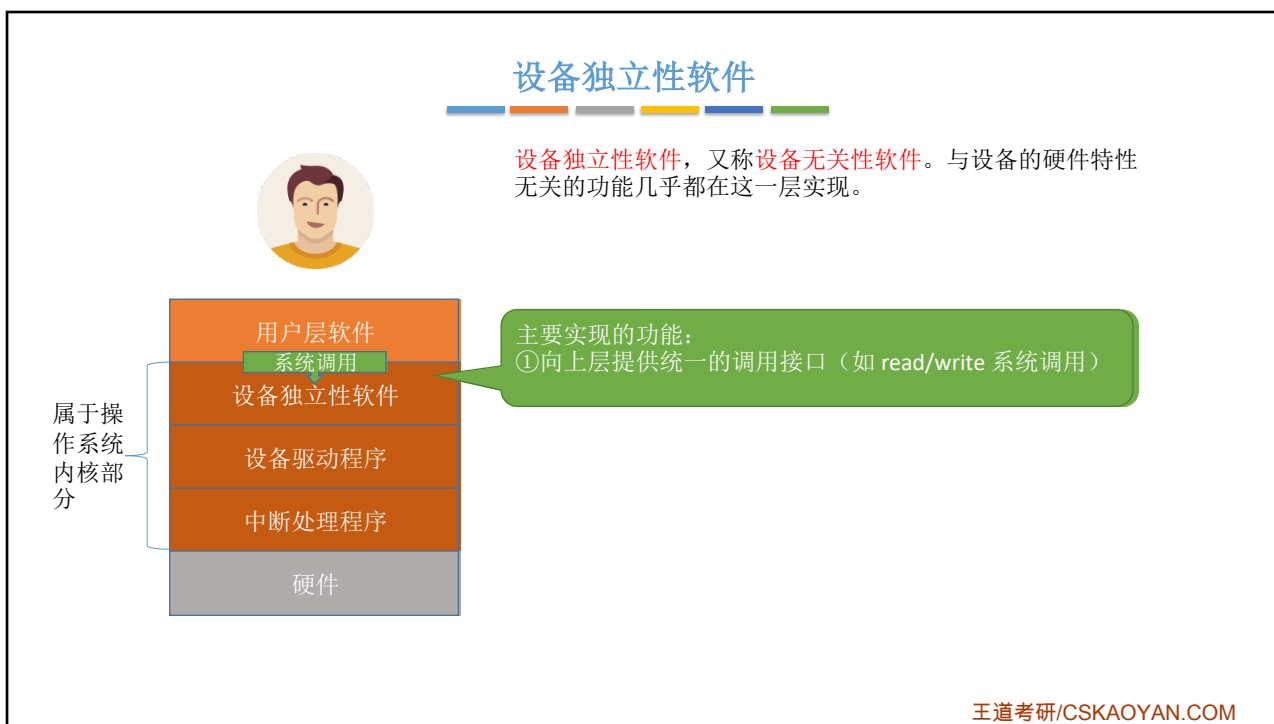 设备独立性软件
设备独立性软件，又称设备无关性软件。与设备的硬件特性
无关的功能几乎都在这一层实现。
用户层软件
系统调用
设备独立性软件
设备驱动程序
中断处理程序
硬件
属于操
作系统
内核部
分
主要实现的功能：
①向上层提供统一的调用接口（如 read/write 系统调用）
王道考研/CSKAOYAN.COM